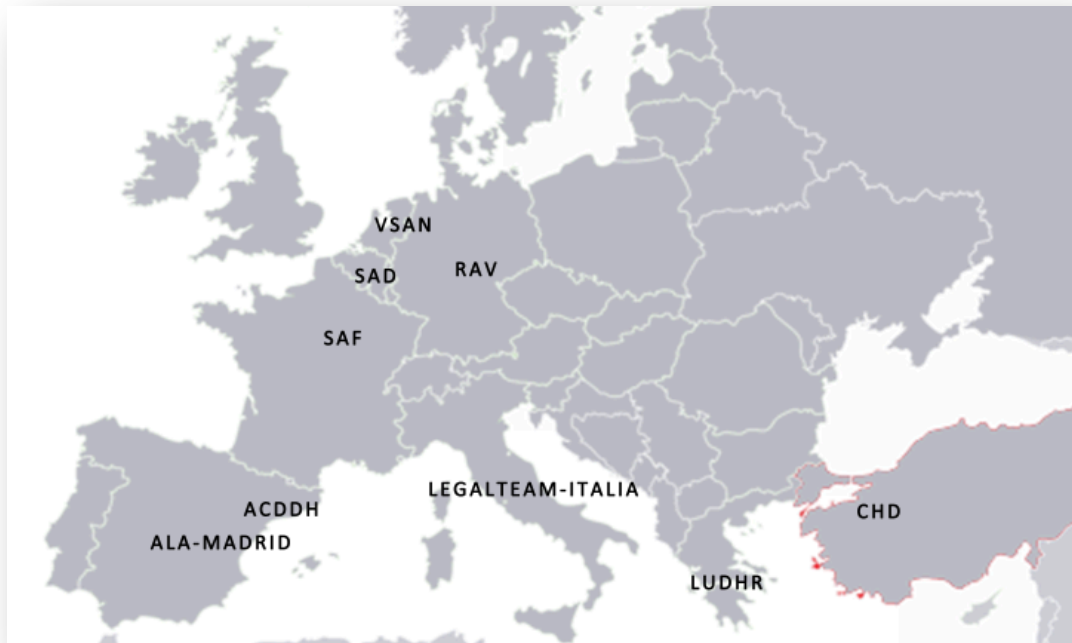 VSAN
SAD
RAV
SAF
LEGALTEAM-ITALIA
ACDDH
CHD
ALA-MADRID
LUDHR